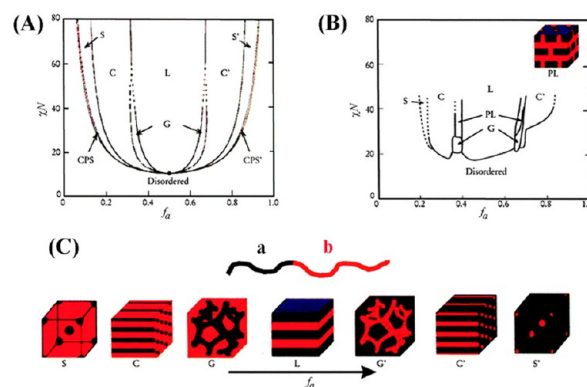 (A)
80
60
40
20
0
χN
S
S'
C
L
C'
G
CPS
CPS'
Disordered
0
0.2
0.4
0.6
0.8
1.0
fa
(B)
PL
80
60
40
20
0
χN
L
S
C
C'
PL
G
Disordered
0
0.2
0.4
0.6
0.8
1.0
fa
(C)
a b
S C G L G' C' S'
fa